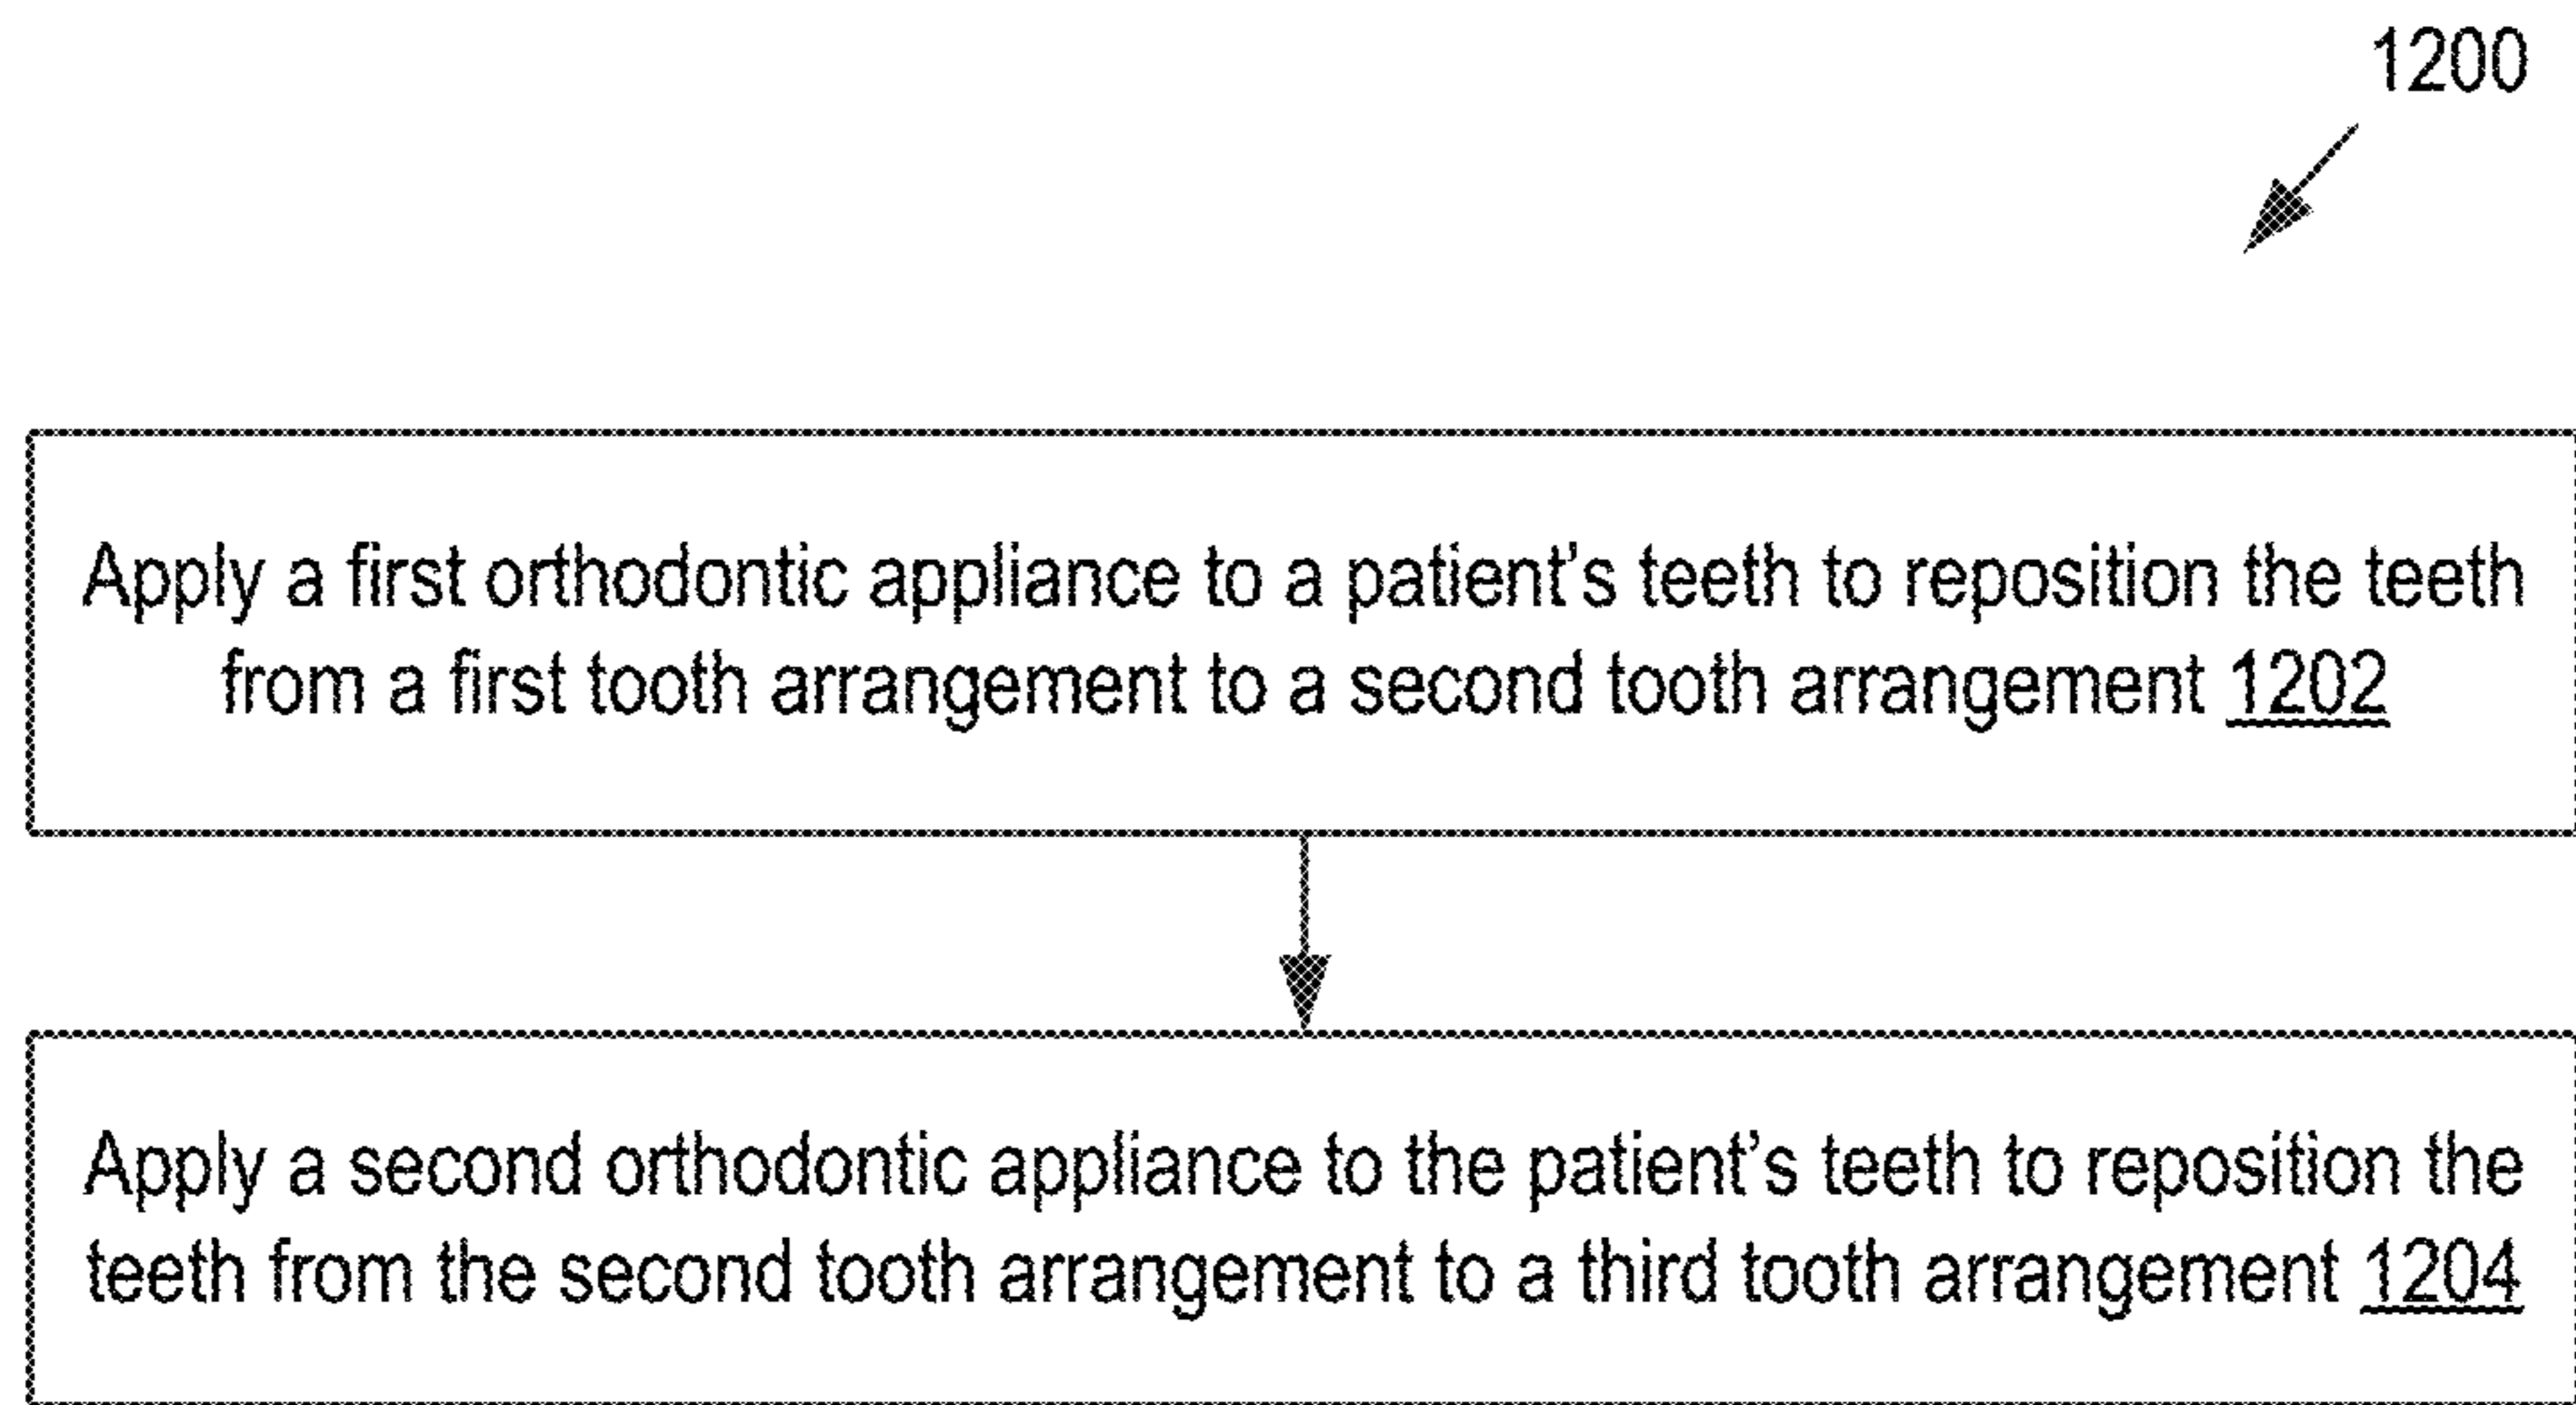 1200
Apply a first orthodontic appliance to a patient’s teeth to reposition the teeth
from a first tooth arrangement to a second tooth arrangement 1202
Apply a second orthodontic appliance to the patient’s teeth to reposition the
teeth from the second tooth arrangement to a third tooth arrangement 1204